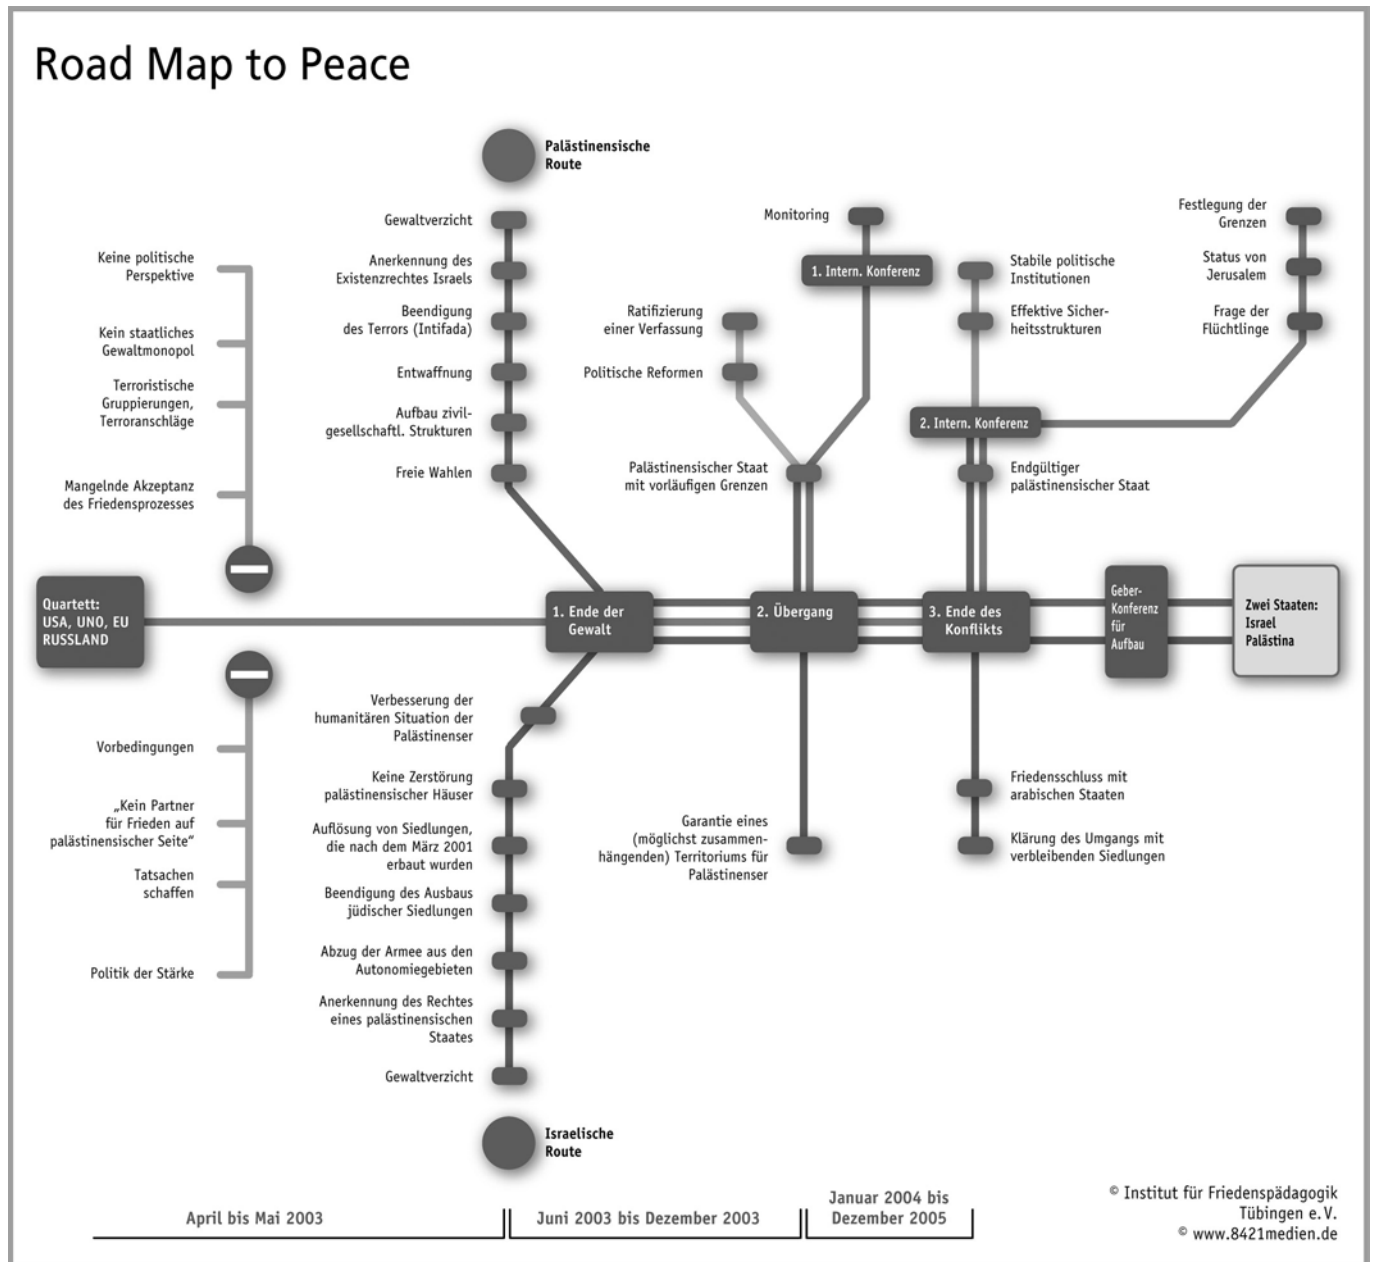 Road Map to Peace
Palästinensische
Route
Gewaltverzicht
Anerkennung des
Existenzrechtes Israels
Beendigung
des Terrors (Intifada)
Entwaffnung
Aufbau zivil-
gesellschaftl. Strukturen
Freie Wahlen
Keine politische
Perspektive
Kein staatliches
Gewaltmonopol
Terroristische
Gruppierungen,
Terroranschläge
Mangelnde Akzeptanz
des Friedensprozesses
Monitoring
1. Intern. Konferenz
Ratifizierung
einer Verfassung
Politische Reformen
Palästinensischer Staat
mit vorläufigen Grenzen
Stabile politische
Institutionen
Effektive Sicher-
heitsstrukturen
2. Intern. Konferenz
Endgültiger
palästinensischer Staat
Festlegung der
Grenzen
Status von
Jerusalem
Frage der
Flüchtlinge
Quartett:
USA, UNO, EU
RUSSLAND
1. Ende der
Gewalt
2. Übergang
3. Ende des
Konflikts
Geber-
Konferenz
für
Aufbau
Zwei Staaten:
Israel
Palästina
Vorbedingungen
„Kein Partner
für Frieden auf
palästinensischer Seite“
Tatsachen
schaffen
Politik der Stärke
Verbesserung der
humanitären Situation der
Palästinenser
Keine Zerstörung
palästinensischer Häuser
Auflösung von Siedlungen,
die nach dem März 2001
erbaut wurden
Beendigung des Ausbaus
jüdischer Siedlungen
Abzug der Armee aus den
Autonomiegebieten
Anerkennung des Rechtes
eines palästinensischen
Staates
Gewaltverzicht
Israelische
Route
Garantie eines
(möglichst zusammen-
hängenden) Territoriums für
Palästinenser
Friedensschluss mit
arabischen Staaten
Klärung des Umgangs mit
verbleibenden Siedlungen
April bis Mai 2003
Juni 2003 bis Dezember 2003
Januar 2004 bis
Dezember 2005
© Institut für Friedenspädagogik
Tübingen e. V.
© www.8421medien.de